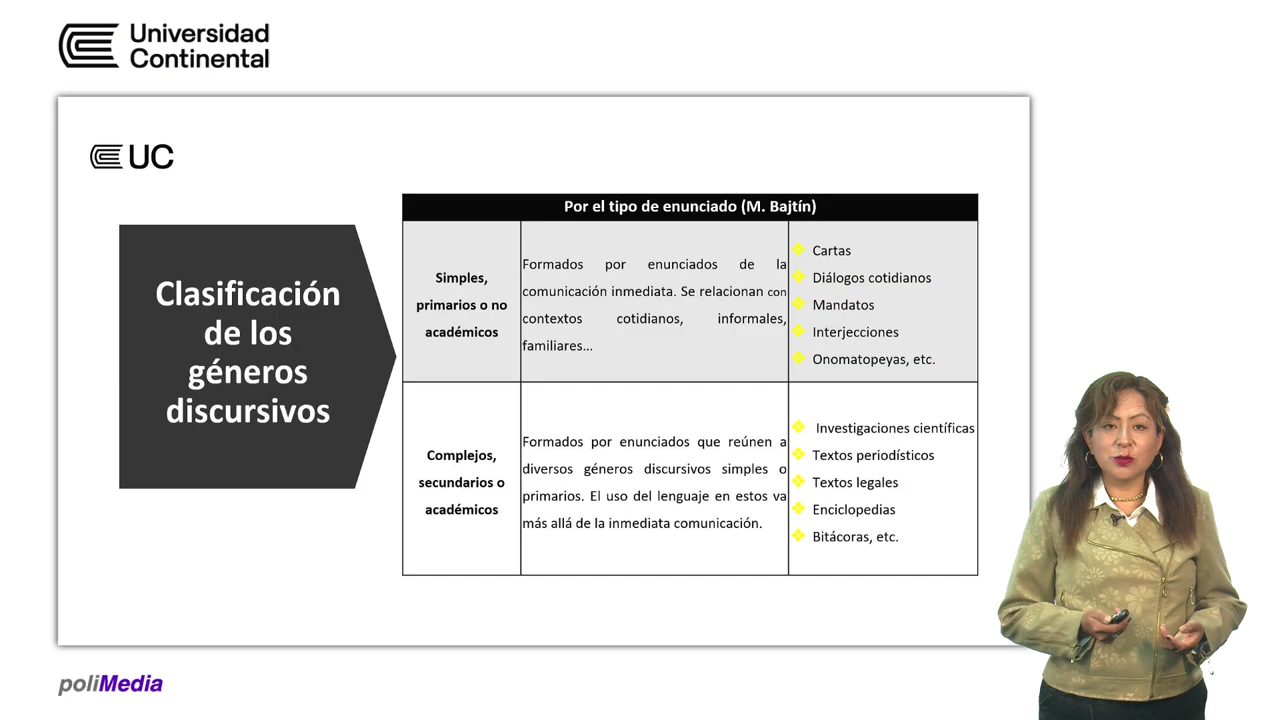 Universidad
Continental
UC
Clasificación
de los
géneros
discursivos
Por el tipo de enunciado (M. Bajtín)
Simples,
primarios o no
académicos
Formados por enunciados de la
comunicación inmediata. Se relacionan con
contextos cotidianos, informales,
familiares...
Cartas
Diálogos cotidianos
Mandatos
Interjecciones
Onomatopeyas, etc.
Complejos,
secundarios o
académicos
Formados por enunciados que reúnen a
diversos géneros discursivos simples o
primarios. El uso del lenguaje en estos va
más allá de la inmediata comunicación.
Investigaciones científicas
Textos periodísticos
Textos legales
Enciclopedias
Bitácoras, etc.
poliMedia